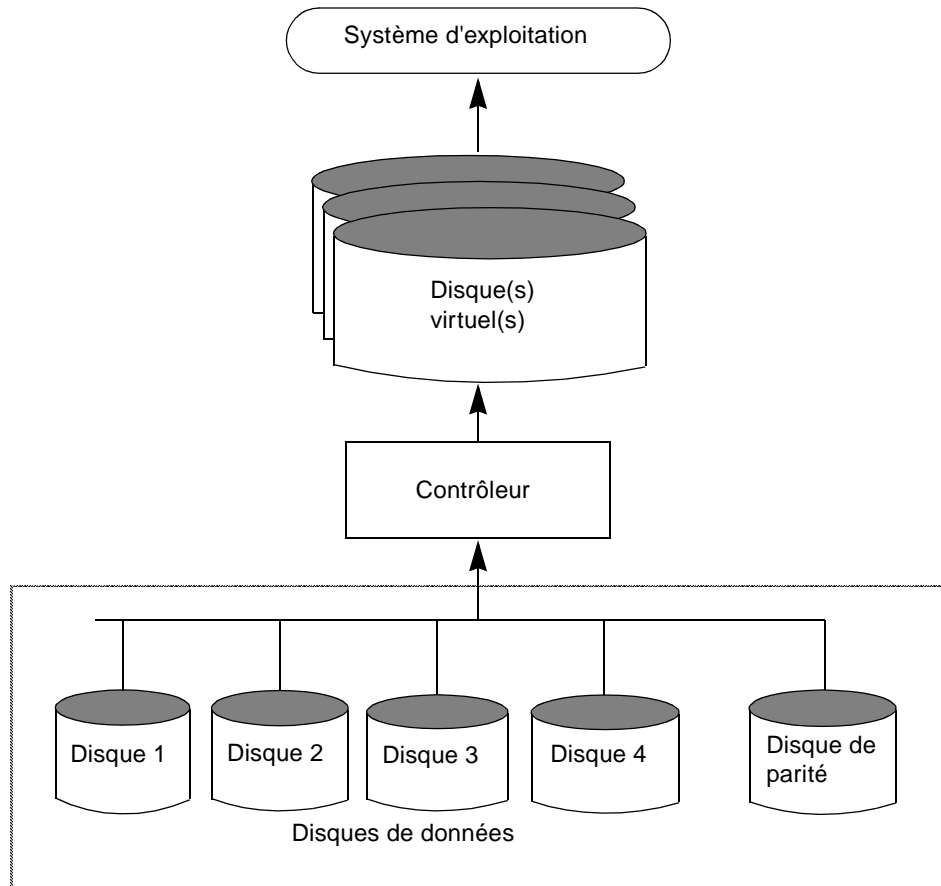 Système d'exploitation
Disque(s)
virtuel(s)
Contrôleur
Disque 1
Disque 2
Disque 3
Disque 4
Disque de
parité
Disques de données